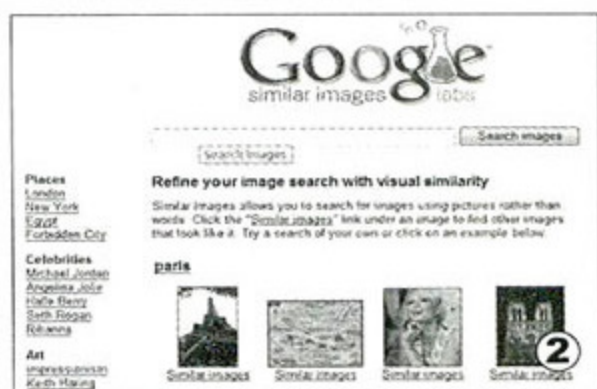 Google
similar images labs
Search images
Search Images
Refine your image search with visual similarity
Similar Images allows you to search for images using pictures rather than
words. Click the "Similar images" link under an image to find other images
that look like it. Try a search of your own or click on an example below.
Places
London
New York
Egypt
Forbidden City
Celebrities
Michael Jordan
Angelina Jolie
Halle Berry
Seth Rogan
Rihanna
Art
impressionism
Keith Haring
paris
Similar images
Similar images
Similar images
Similar images
2